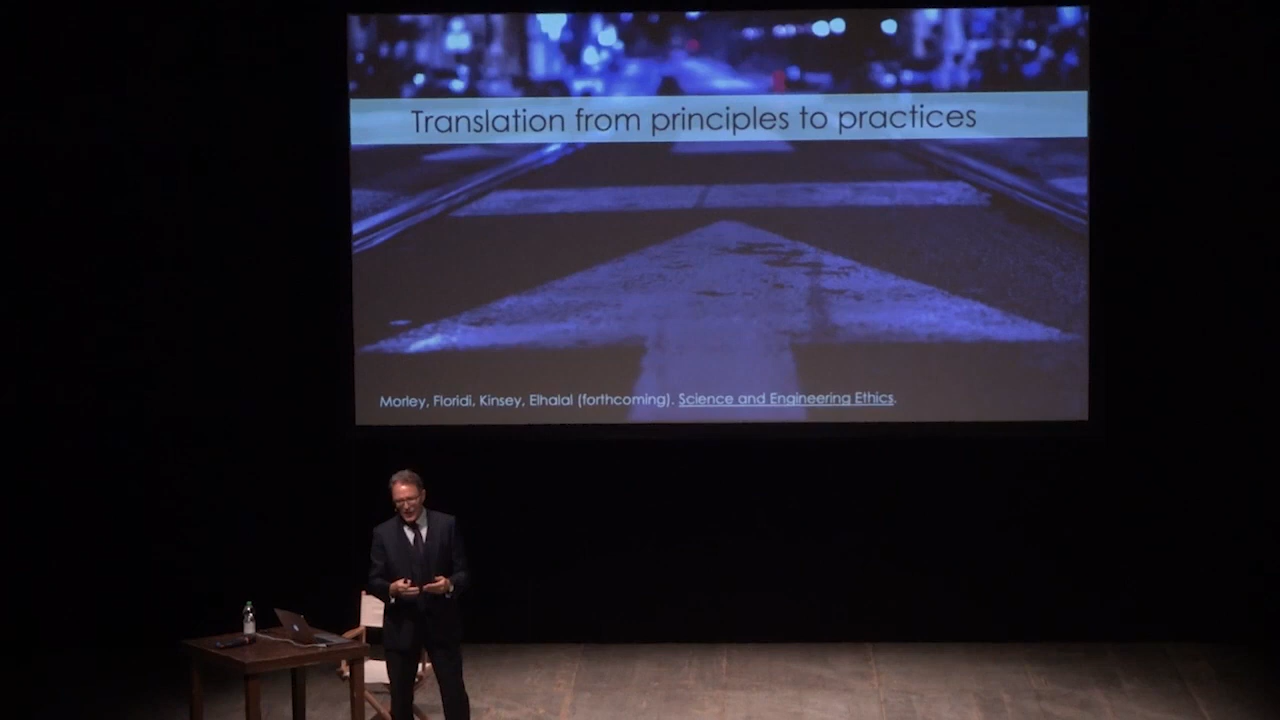 Translation from principles to practices
Morley, Floridi, Kinsey, Elhalal (forthcoming). Science and Engineering Ethics.